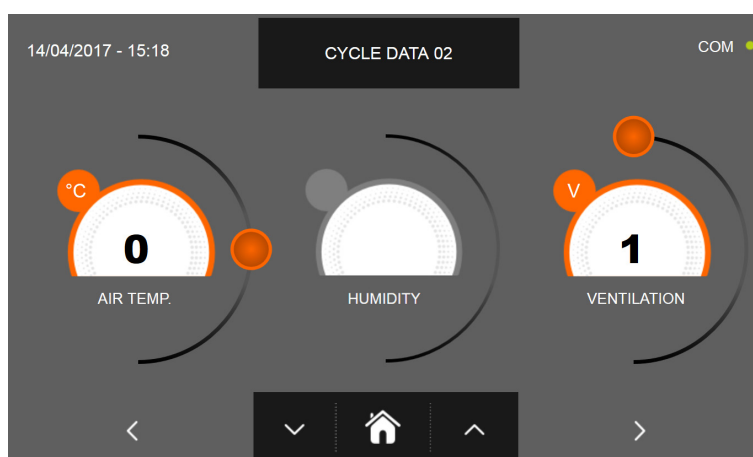 14/04/2017 - 15:18
CYCLE DATA 02
COM
°C
V
0
1
AIR TEMP.
HUMIDITY
VENTILATION